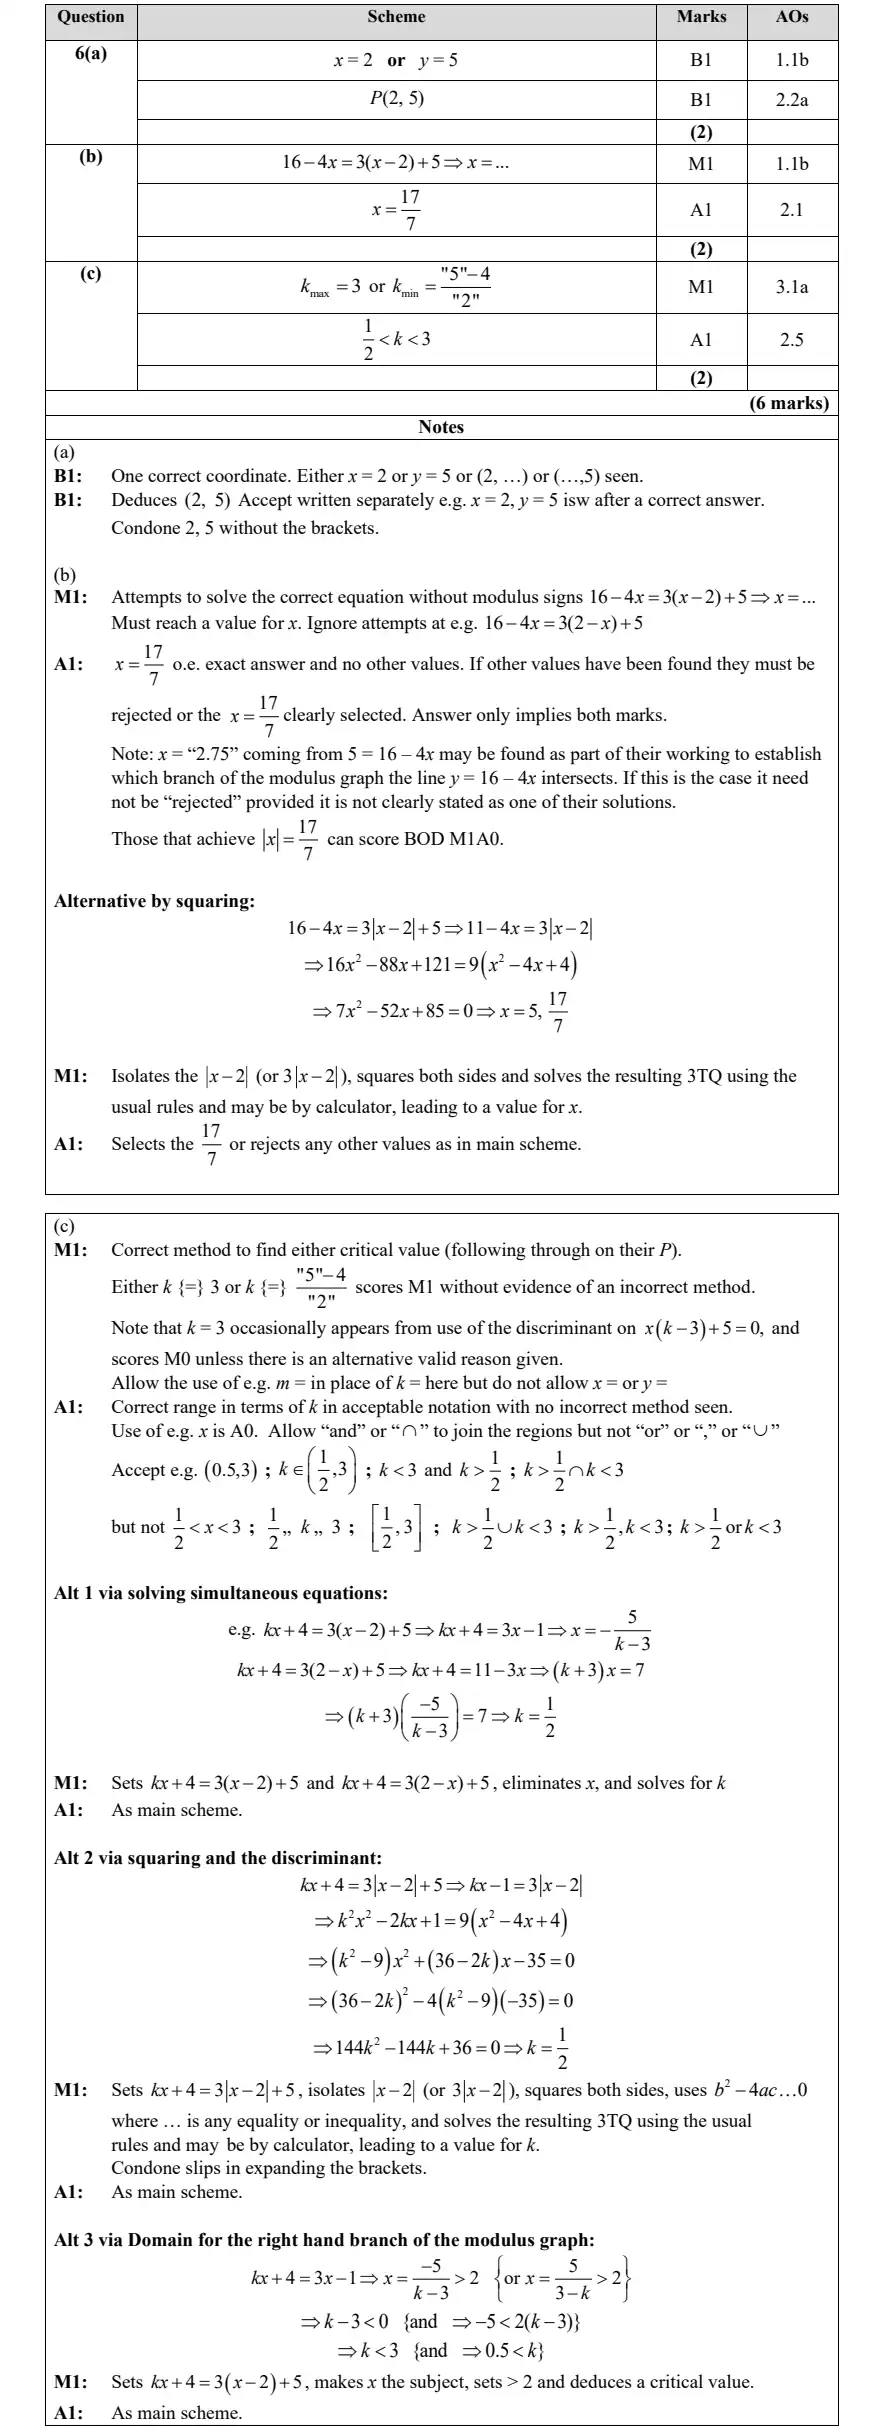 Question Scheme Marks AOs
6(a) x = 2 or y = 5 B1 1.1b
P(2, 5) B1 2.2a
(2)
(b) 16 − 4x = 3(x − 2) + 5 ⇒ x = ... M1 1.1b
x = 17/7 A1 2.1
(2)
(c) k_max = 3 or k_min = ("5" − 4)/"2" M1 3.1a
1/2 < k < 3 A1 2.5
(2)
(6 marks)
Notes
(a)
B1: One correct coordinate. Either x = 2 or y = 5 or (2, …) or (…,5) seen.
B1: Deduces (2, 5) Accept written separately e.g. x = 2, y = 5 isw after a correct answer.
Condone 2, 5 without the brackets.
(b)
M1: Attempts to solve the correct equation without modulus signs 16 − 4x = 3(x − 2) + 5 ⇒ x = ...
Must reach a value for x. Ignore attempts at e.g. 16 − 4x = 3(2 − x) + 5
A1: x = 17/7 o.e. exact answer and no other values. If other values have been found they must be
rejected or the x = 17/7 clearly selected. Answer only implies both marks.
Note: x = “2.75” coming from 5 = 16 – 4x may be found as part of their working to establish
which branch of the modulus graph the line y = 16 – 4x intersects. If this is the case it need
not be “rejected” provided it is not clearly stated as one of their solutions.
Those that achieve |x| = 17/7 can score BOD M1A0.
Alternative by squaring:
16 − 4x = 3|x − 2| + 5 ⇒ 11 − 4x = 3|x − 2|
⇒ 16x² − 88x + 121 = 9(x² − 4x + 4)
⇒ 7x² − 52x + 85 = 0 ⇒ x = 5, 17/7
M1: Isolates the |x − 2| (or 3|x − 2|), squares both sides and solves the resulting 3TQ using the
usual rules and may be by calculator, leading to a value for x.
A1: Selects the 17/7 or rejects any other values as in main scheme.
(c)
M1: Correct method to find either critical value (following through on their P).
Either k {=} 3 or k {=} ("5" − 4)/"2" scores M1 without evidence of an incorrect method.
Note that k = 3 occasionally appears from use of the discriminant on x(k − 3) + 5 = 0, and
scores M0 unless there is an alternative valid reason given.
Allow the use of e.g. m = in place of k = here but do not allow x = or y =
A1: Correct range in terms of k in acceptable notation with no incorrect method seen.
Use of e.g. x is A0. Allow “and” or “∩” to join the regions but not “or” or “,” or “∪”
Accept e.g. (0.5,3) ; k ∈ (1/2, 3) ; k < 3 and k > 1/2 ; k > 1/2 ∩ k < 3
but not 1/2 < x < 3 ; 1/2 ,, k ,, 3 ; [1/2, 3] ; k > 1/2 ∪ k < 3 ; k > 1/2, k < 3 ; k > 1/2 or k < 3
Alt 1 via solving simultaneous equations:
e.g. kx + 4 = 3(x − 2) + 5 ⇒ kx + 4 = 3x − 1 ⇒ x = −5/(k − 3)
kx + 4 = 3(2 − x) + 5 ⇒ kx + 4 = 11 − 3x ⇒ (k + 3)x = 7
⇒ (k + 3)(−5/(k − 3)) = 7 ⇒ k = 1/2
M1: Sets kx + 4 = 3(x − 2) + 5 and kx + 4 = 3(2 − x) + 5, eliminates x, and solves for k
A1: As main scheme.
Alt 2 via squaring and the discriminant:
kx + 4 = 3|x − 2| + 5 ⇒ kx − 1 = 3|x − 2|
⇒ k²x² − 2kx + 1 = 9(x² − 4x + 4)
⇒ (k² − 9)x² + (36 − 2k)x − 35 = 0
⇒ (36 − 2k)² − 4(k² − 9)(−35) = 0
⇒ 144k² − 144k + 36 = 0 ⇒ k = 1/2
M1: Sets kx + 4 = 3|x − 2| + 5, isolates |x − 2| (or 3|x − 2|), squares both sides, uses b² − 4ac…0
where … is any equality or inequality, and solves the resulting 3TQ using the usual
rules and may be by calculator, leading to a value for k.
Condone slips in expanding the brackets.
A1: As main scheme.
Alt 3 via Domain for the right hand branch of the modulus graph:
kx + 4 = 3x − 1 ⇒ x = −5/(k − 3) > 2 {or x = 5/(3 − k) > 2}
⇒ k − 3 < 0 {and ⇒ −5 < 2(k − 3)}
⇒ k < 3 {and ⇒ 0.5 < k}
M1: Sets kx + 4 = 3(x − 2) + 5, makes x the subject, sets > 2 and deduces a critical value.
A1: As main scheme.